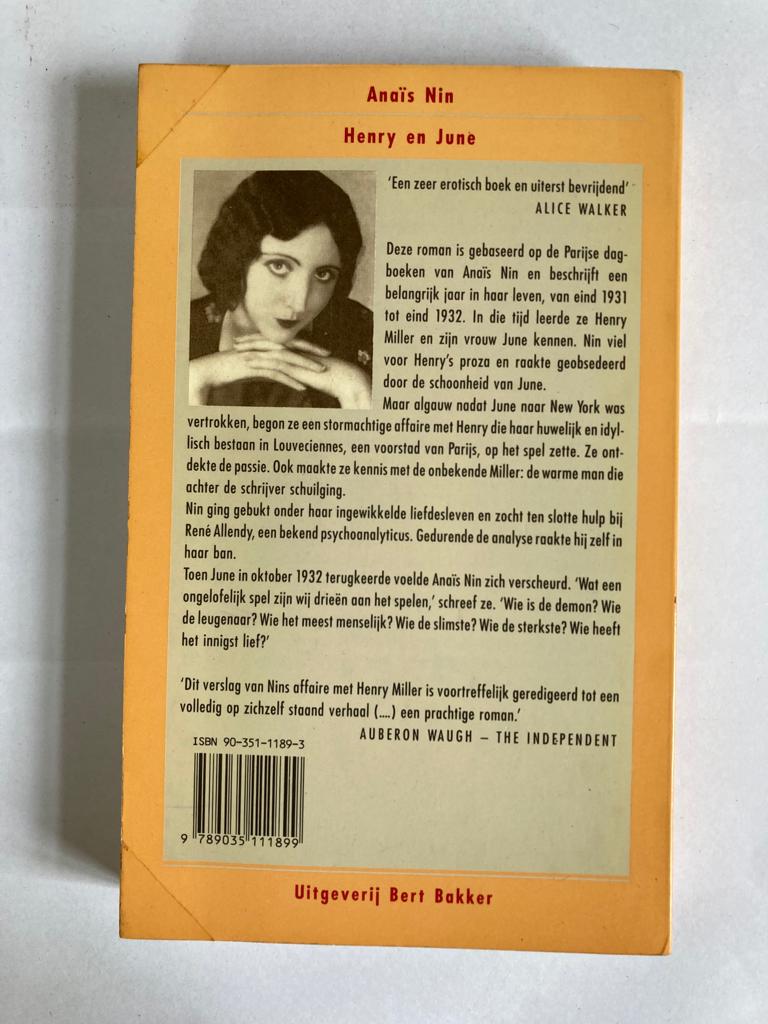 Anaïs Nin
Henry en June
'Een zeer erotisch boek en uiterst bevrijdend'
ALICE WALKER
Deze roman is gebaseerd op de Parijse dag-
boeken van Anaïs Nin en beschrijft een
belangrijk jaar in haar leven, van eind 1931
tot eind 1932. In die tijd leerde ze Henry
Miller en zijn vrouw June kennen. Nin viel
voor Henry's proza en raakte geobsedeerd
door de schoonheid van June.
Maar algauw nadat June naar New York was
vertrokken, begon ze een stormachtige affaire met Henry die haar huwelijk en idyl-
lisch bestaan in Louveciennes, een voorstad van Parijs, op het spel zette. Ze ont-
dekte de passie. Ook maakte ze kennis met de onbekende Miller: de warme man die
achter de schrijver schuilging.
Nin ging gebukt onder haar ingewikkelde liefdesleven en zocht ten slotte hulp bij
René Allendy, een bekend psychoanalyticus. Gedurende de analyse raakte hij zelf in
haar ban.
Toen June in oktober 1932 terugkeerde voelde Anaïs Nin zich verscheurd. 'Wat een
ongelofelijk spel zijn wij drieën aan het spelen,' schreef ze. 'Wie is de demon? Wie
de leugenaar? Wie het meest menselijk? Wie de slimste? Wie de sterkste? Wie heeft
het innigst lief?'
'Dit verslag van Nins affaire met Henry Miller is voortreffelijk geredigeerd tot een
volledig op zichzelf staand verhaal (....) een prachtige roman.'
AUBERON WAUGH – THE INDEPENDENT
ISBN 90-351-1189-3
9 789035 111899
Uitgeverij Bert Bakker